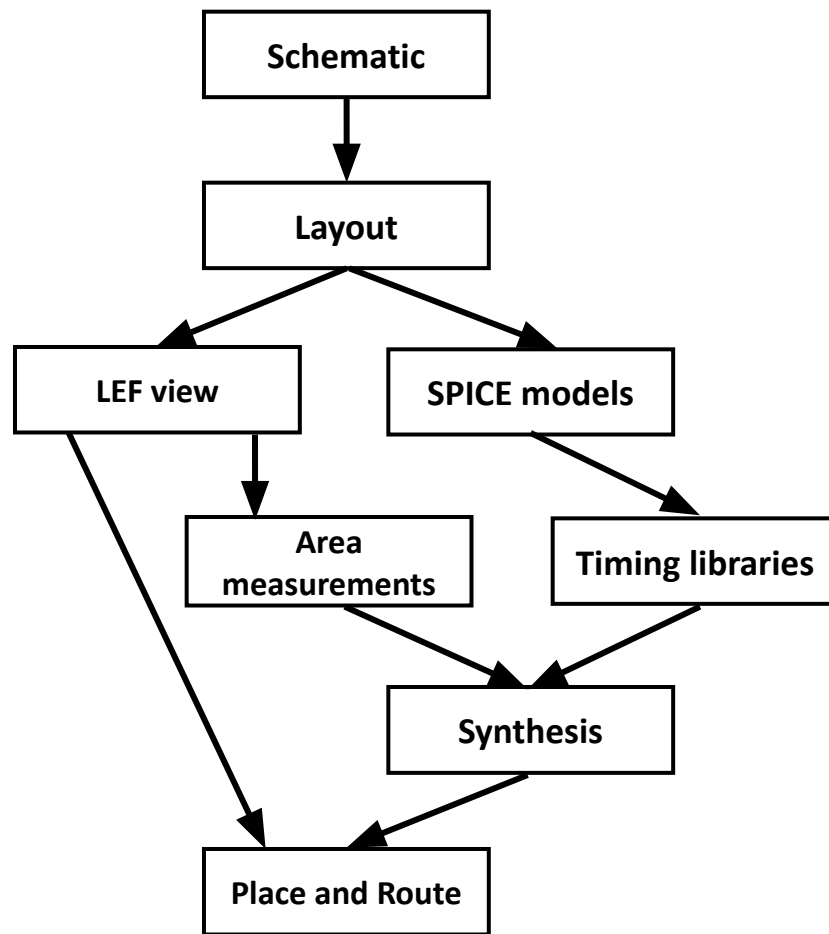 Schematic
Layout
LEF view
SPICE models
Area
measurements
Timing libraries
Synthesis
Place and Route